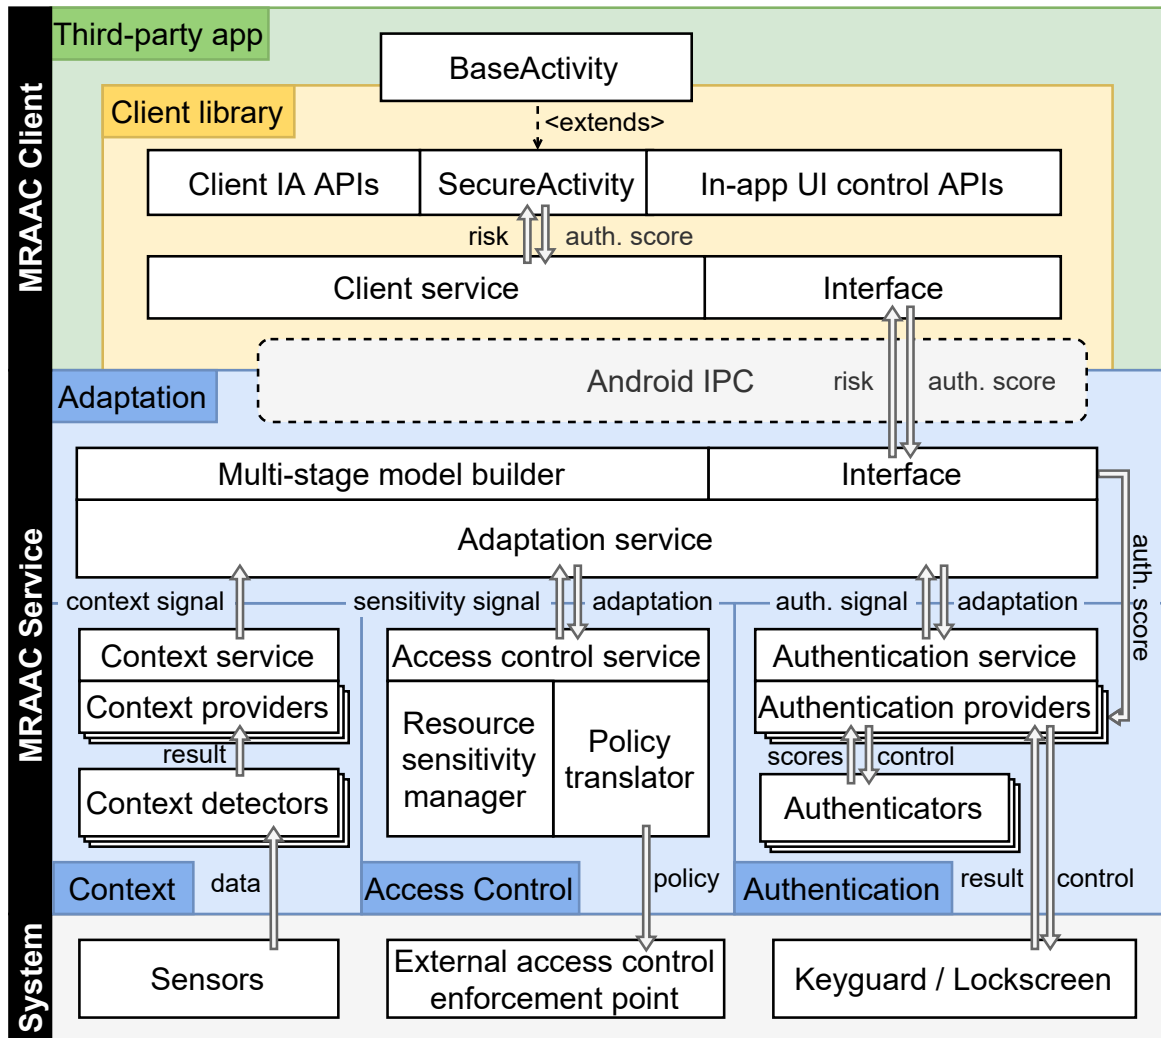 Third-party app
BaseActivity
Client library
<extends>
Client IA APIs
SecureActivity
In-app UI control APIs
risk
auth. score
Client service
Interface
MRAAC Client
Android IPC
risk
auth. score
Adaptation
Multi-stage model builder
Interface
Adaptation service
auth. score
context signal
sensitivity signal
adaptation
auth. signal
adaptation
MRAAC Service
Context service
Access control service
Authentication service
Context providers
Resource
sensitivity
manager
Policy
translator
Authentication providers
result
scores
control
Context detectors
Authenticators
Context
data
Access Control
policy
Authentication
result
control
System
Sensors
External access control
enforcement point
Keyguard / Lockscreen